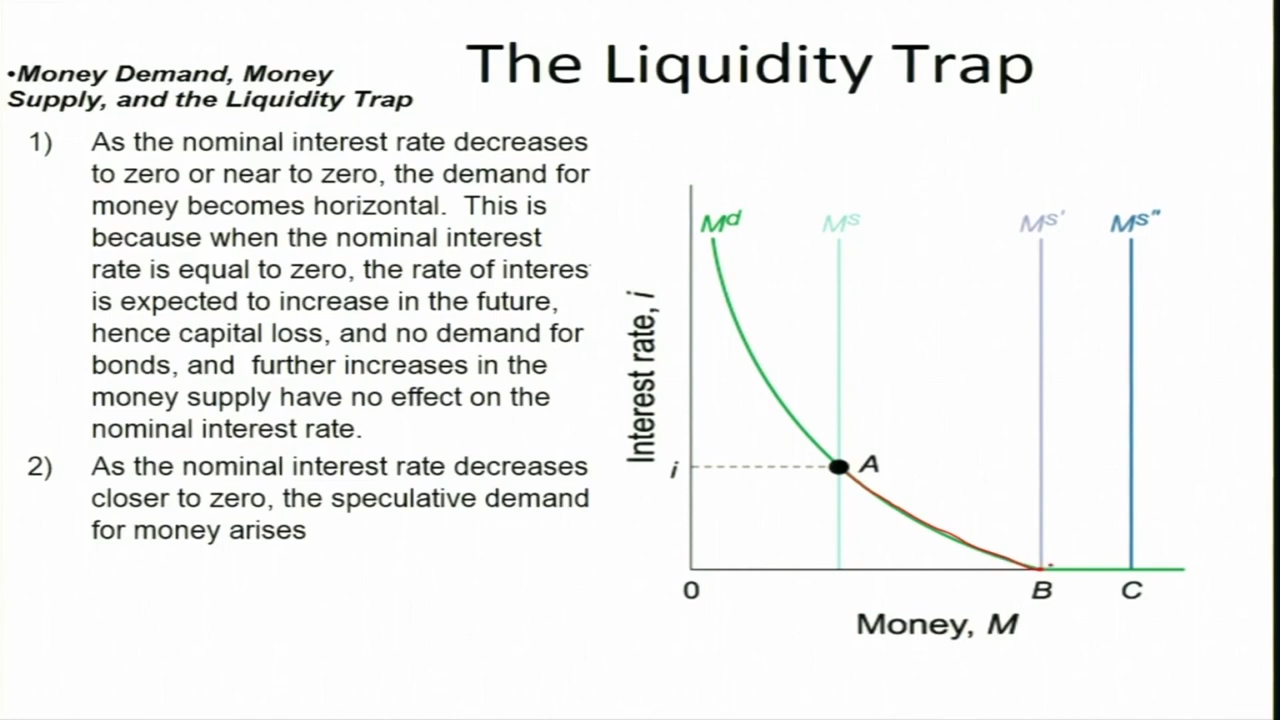 The Liquidity Trap
•Money Demand, Money
Supply, and the Liquidity Trap
1) As the nominal interest rate decreases
to zero or near to zero, the demand for
money becomes horizontal. This is
because when the nominal interest
rate is equal to zero, the rate of interes
is expected to increase in the future,
hence capital loss, and no demand for
bonds, and further increases in the
money supply have no effect on the
nominal interest rate.
2) As the nominal interest rate decreases
closer to zero, the speculative demand
for money arises
Mᵈ
Mˢ
Mˢ'
Mˢ"
Interest rate, i
i
A
0
B
C
Money, M